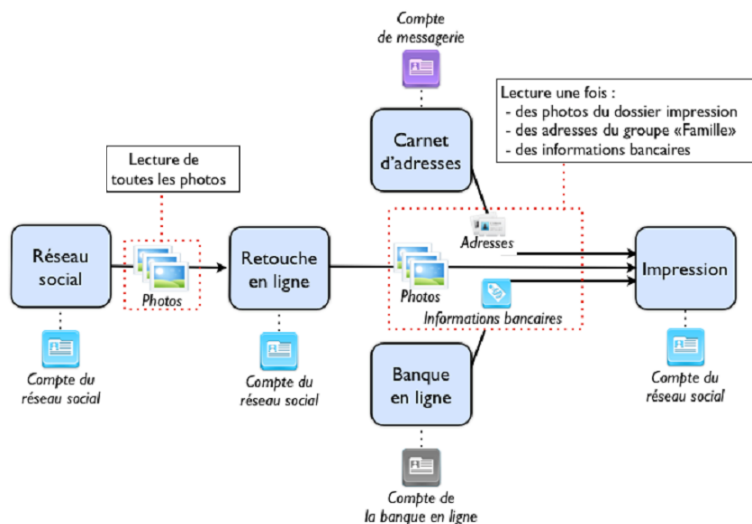 Compte
de messagerie
Lecture une fois :
- des photos du dossier impression
- des adresses du groupe «Famille»
- des informations bancaires
Carnet
d'adresses
Lecture de
toutes les photos
Adresses
Réseau
social
Photos
Retouche
en ligne
Photos
Informations bancaires
Impression
Compte du
réseau social
Compte du
réseau social
Banque
en ligne
Compte du
réseau social
Compte de
la banque en ligne